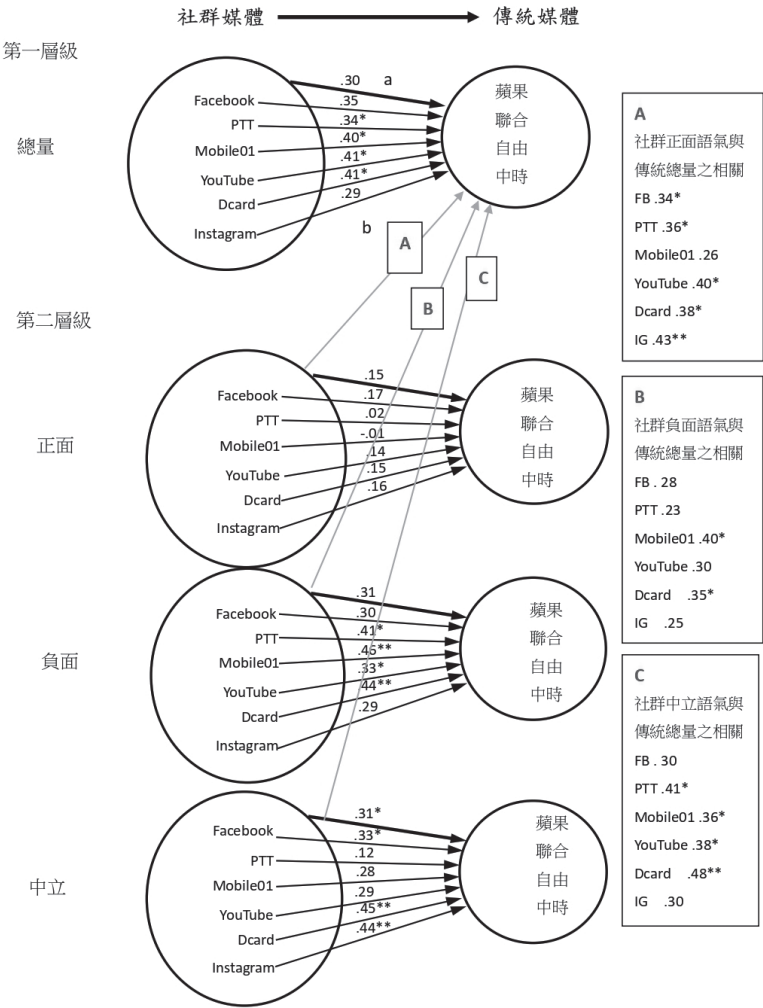 社群媒體
傳統媒體
第一層級
總量
Facebook
PTT
Mobile01
YouTube
Dcard
Instagram
.30 a
.35
.34*
.40*
.41*
.41*
.29
蘋果
聯合
自由
中時
b
A
B
C
第二層級
正面
Facebook
PTT
Mobile01
YouTube
Dcard
Instagram
.15
.17
.02
-.01
.14
.15
.16
蘋果
聯合
自由
中時
負面
Facebook
PTT
Mobile01
YouTube
Dcard
Instagram
.31
.30
.41*
.46**
.33*
.44**
.29
蘋果
聯合
自由
中時
中立
Facebook
PTT
Mobile01
YouTube
Dcard
Instagram
.31*
.33*
.12
.28
.29
.45**
.44**
蘋果
聯合
自由
中時
A
社群正面語氣與
傳統總量之相關
FB .34*
PTT .36*
Mobile01 .26
YouTube .40*
Dcard .38*
IG .43**
B
社群負面語氣與
傳統總量之相關
FB . 28
PTT .23
Mobile01 .40*
YouTube .30
Dcard .35*
IG .25
C
社群中立語氣與
傳統總量之相關
FB . 30
PTT .41*
Mobile01 .36*
YouTube .38*
Dcard .48**
IG .30